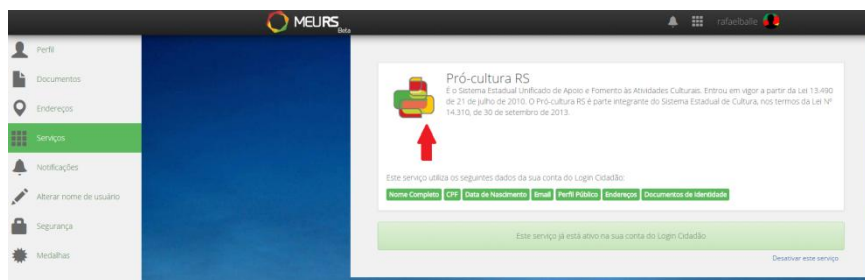 MEURS
Beta
rafaelballe
Perfil
Documentos
Endereços
Serviços
Notificações
Alterar nome de usuário
Segurança
Medalhas
Pró-cultura RS
É o Sistema Estadual Unificado de Apoio e Fomento às Atividades Culturais. Entrou em vigor a partir da Lei 13.490
de 21 de julho de 2010. O Pró-cultura RS é parte integrante do Sistema Estadual de Cultura, nos termos da Lei Nº
14.310, de 30 de setembro de 2013.
Este serviço utiliza os seguintes dados da sua conta do Login Cidadão:
Nome Completo CPF Data de Nascimento Email Perfil Público Endereços Documentos de Identidade
Este serviço já está ativo na sua conta do Login Cidadão
Desativar este serviço